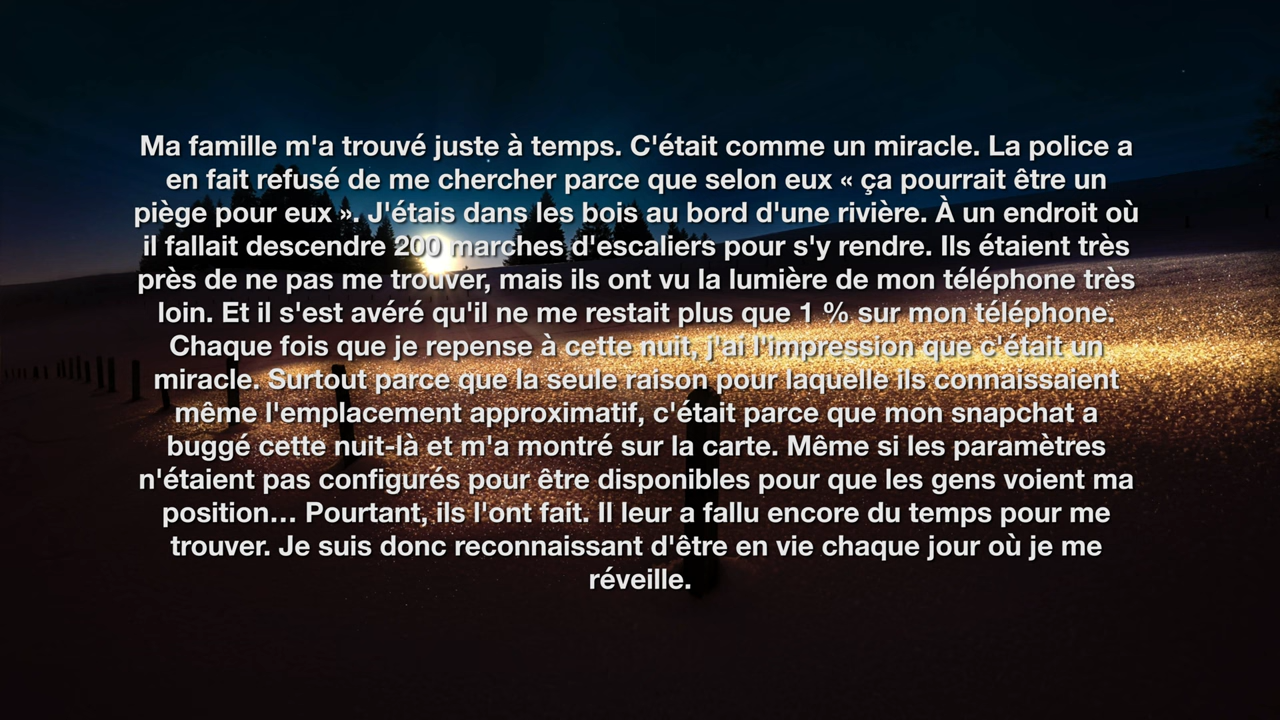 Ma famille m'a trouvé juste à temps. C'était comme un miracle. La police a
en fait refusé de me chercher parce que selon eux « ça pourrait être un
piège pour eux ». J'étais dans les bois au bord d'une rivière. À un endroit où
il fallait descendre 200 marches d'escaliers pour s'y rendre. Ils étaient très
près de ne pas me trouver, mais ils ont vu la lumière de mon téléphone très
loin. Et il s'est avéré qu'il ne me restait plus que 1 % sur mon téléphone.
Chaque fois que je repense à cette nuit, j'ai l'impression que c'était un
miracle. Surtout parce que la seule raison pour laquelle ils connaissaient
même l'emplacement approximatif, c'était parce que mon snapchat a
buggé cette nuit-là et m'a montré sur la carte. Même si les paramètres
n'étaient pas configurés pour être disponibles pour que les gens voient ma
position… Pourtant, ils l'ont fait. Il leur a fallu encore du temps pour me
trouver. Je suis donc reconnaissant d'être en vie chaque jour où je me
réveille.